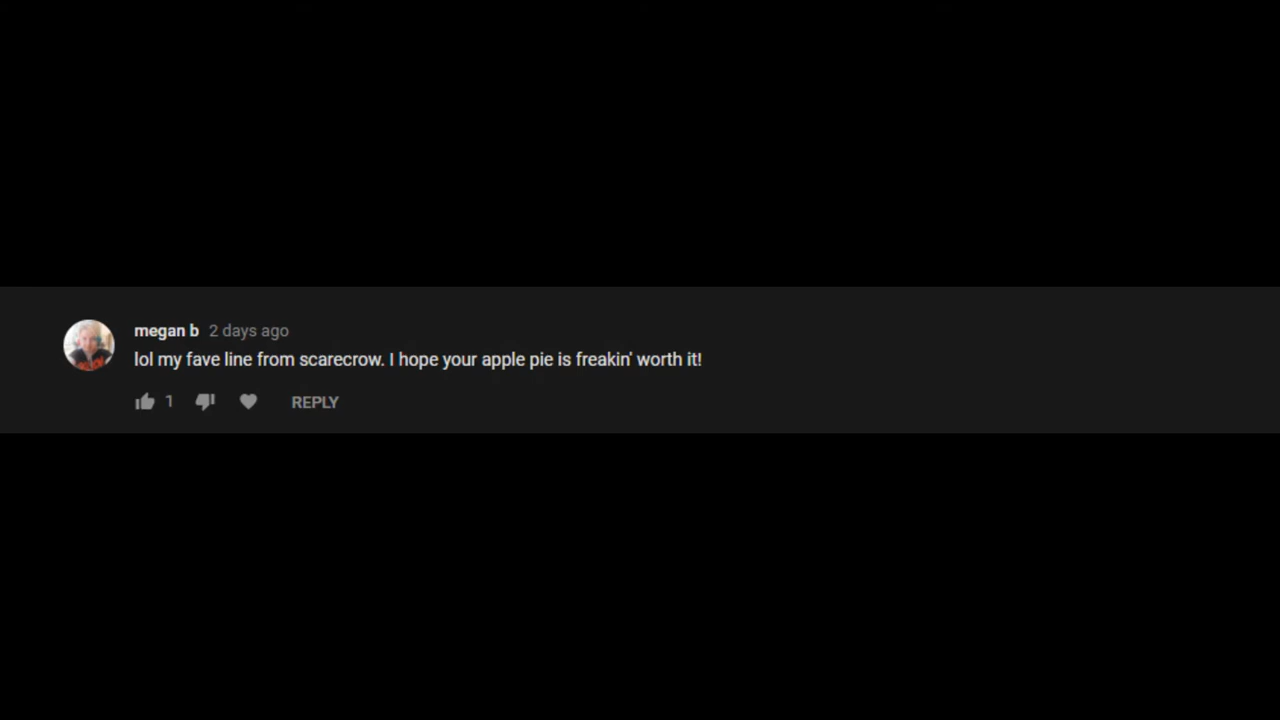 megan b 2 days ago
lol my fave line from scarecrow. I hope your apple pie is freakin' worth it!
1 REPLY